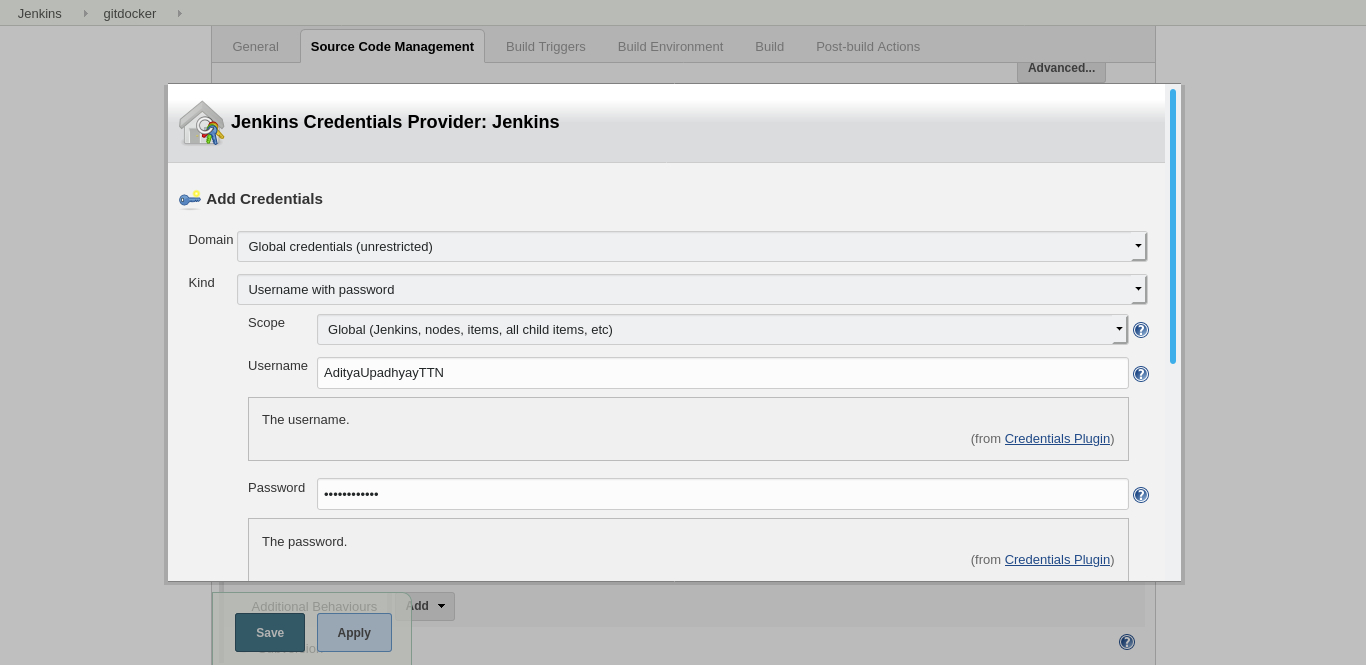 Jenkins gitdocker
General Source Code Management Build Triggers Build Environment Build Post-build Actions
Advanced...
Jenkins Credentials Provider: Jenkins
Add Credentials
Domain Global credentials (unrestricted)
Kind Username with password
Scope Global (Jenkins, nodes, items, all child items, etc)
Username AdityaUpadhyayTTN
The username.
(from Credentials Plugin)
Password ••••••••••••
The password.
(from Credentials Plugin)
Additional Behaviours Add
Save Apply